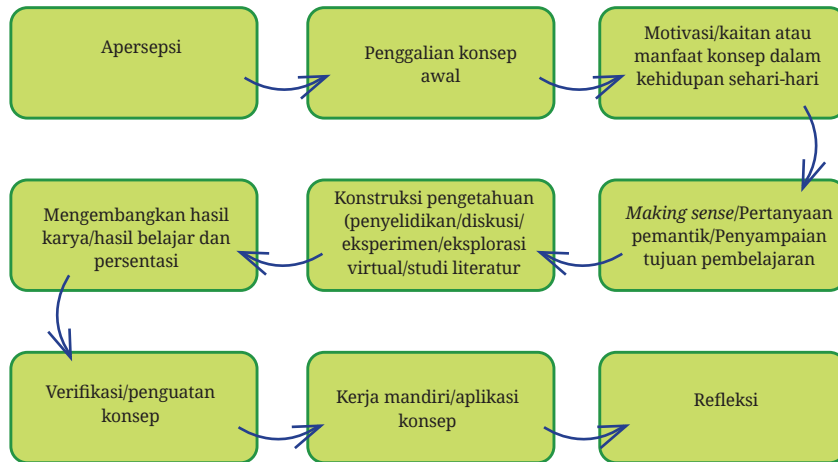 Apersepsi
Penggalian konsep
awal
Motivasi/kaitan atau
manfaat konsep dalam
kehidupan sehari-hari
Making sense/Pertanyaan
pemantik/Penyampaian
tujuan pembelajaran
Konstruksi pengetahuan
(penyelidikan/diskusi/
eksperimen/eksplorasi
virtual/studi literatur
Mengembangkan hasil
karya/hasil belajar dan
persentasi
Verifikasi/penguatan
konsep
Kerja mandiri/aplikasi
konsep
Refleksi